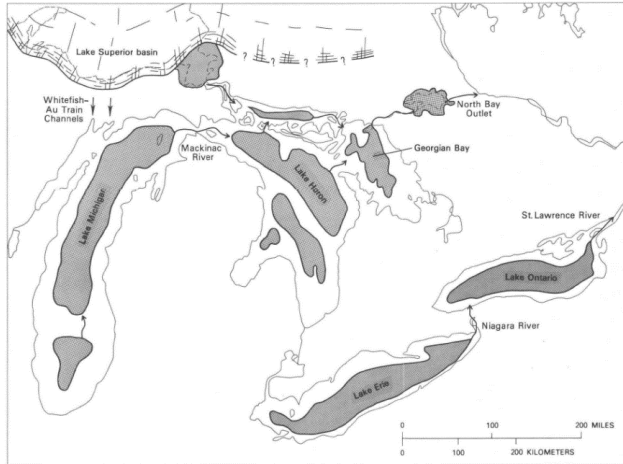 Lake Superior basin
?
?
?
?
?
Whitefish–
Au Train
Channels
North Bay
Outlet
Mackinac
River
Georgian Bay
Lake Huron
Lake Michigan
St. Lawrence River
Lake Ontario
Niagara River
Lake Erie
0 100 200 MILES
0 100 200 KILOMETERS